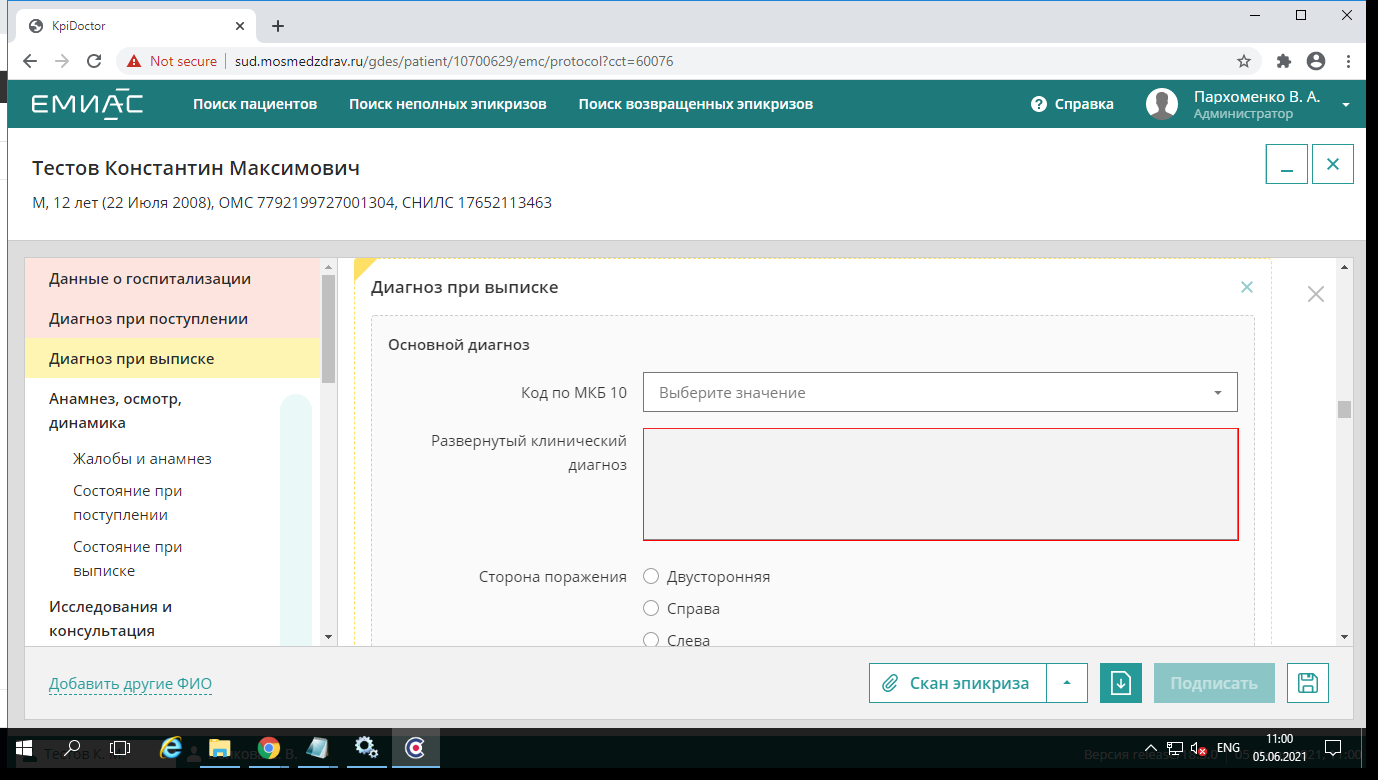 KpiDoctor
Not secure
sud.mosmedzdrav.ru/gdes/patient/10700629/emc/protocol?cct=60076
ЕМИАС
Поиск пациентов
Поиск неполных эпикризов
Поиск возвращенных эпикризов
Справка
Пархоменко В. А.
Администратор
Тестов Константин Максимович
М, 12 лет (22 Июля 2008), ОМС 7792199727001304, СНИЛС 17652113463
Данные о госпитализации
Диагноз при поступлении
Диагноз при выписке
Анамнез, осмотр,
динамика
Жалобы и анамнез
Состояние при
поступлении
Состояние при
выписке
Исследования и
консультация
Диагноз при выписке
Основной диагноз
Код по МКБ 10
Выберите значение
Развернутый клинический
диагноз
Сторона поражения
Двусторонняя
Справа
Слева
Добавить другие ФИО
Скан эпикриза
Подписать
Тестов К. М.
Версия release
ENG
11:00
05.06.2021